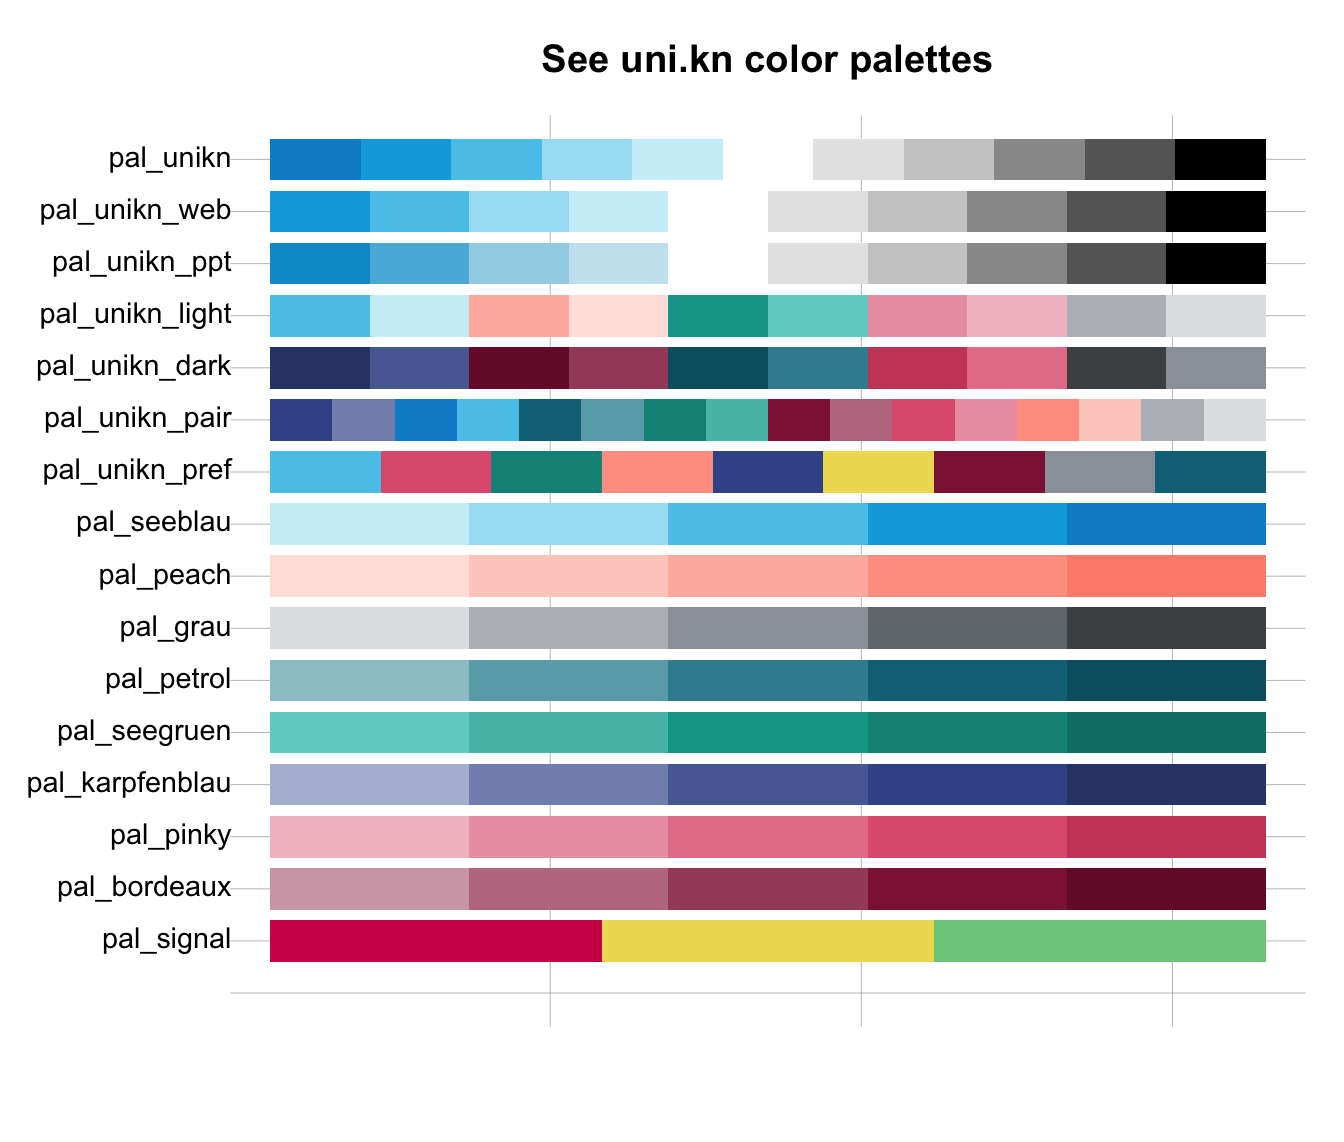 See uni.kn color palettes
pal_unikn
pal_unikn_web
pal_unikn_ppt
pal_unikn_light
pal_unikn_dark
pal_unikn_pair
pal_unikn_pref
pal_seeblau
pal_peach
pal_grau
pal_petrol
pal_seegruen
pal_karpfenblau
pal_pinky
pal_bordeaux
pal_signal